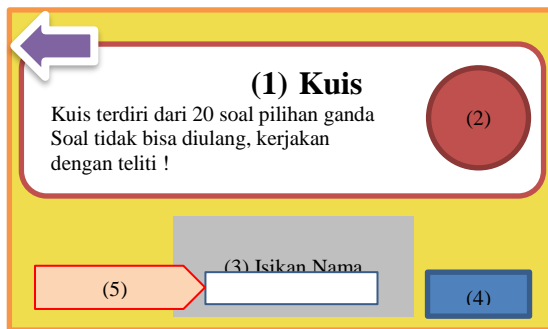 (1) Kuis
Kuis terdiri dari 20 soal pilihan ganda
Soal tidak bisa diulang, kerjakan
dengan teliti !
(2)
(3) Isikan Nama
(5)
(4)